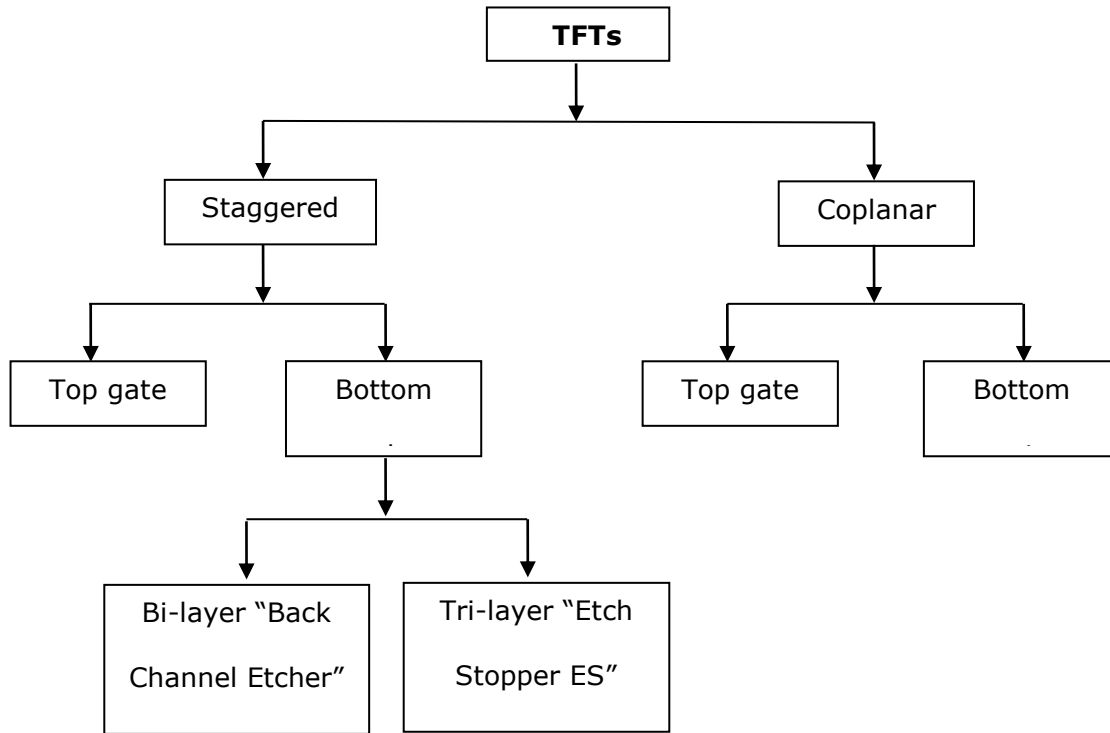 TFTs
Staggered
Coplanar
Top gate
Bottom
Top gate
Bottom
Bi-layer “Back
Channel Etcher”
Tri-layer “Etch
Stopper ES”